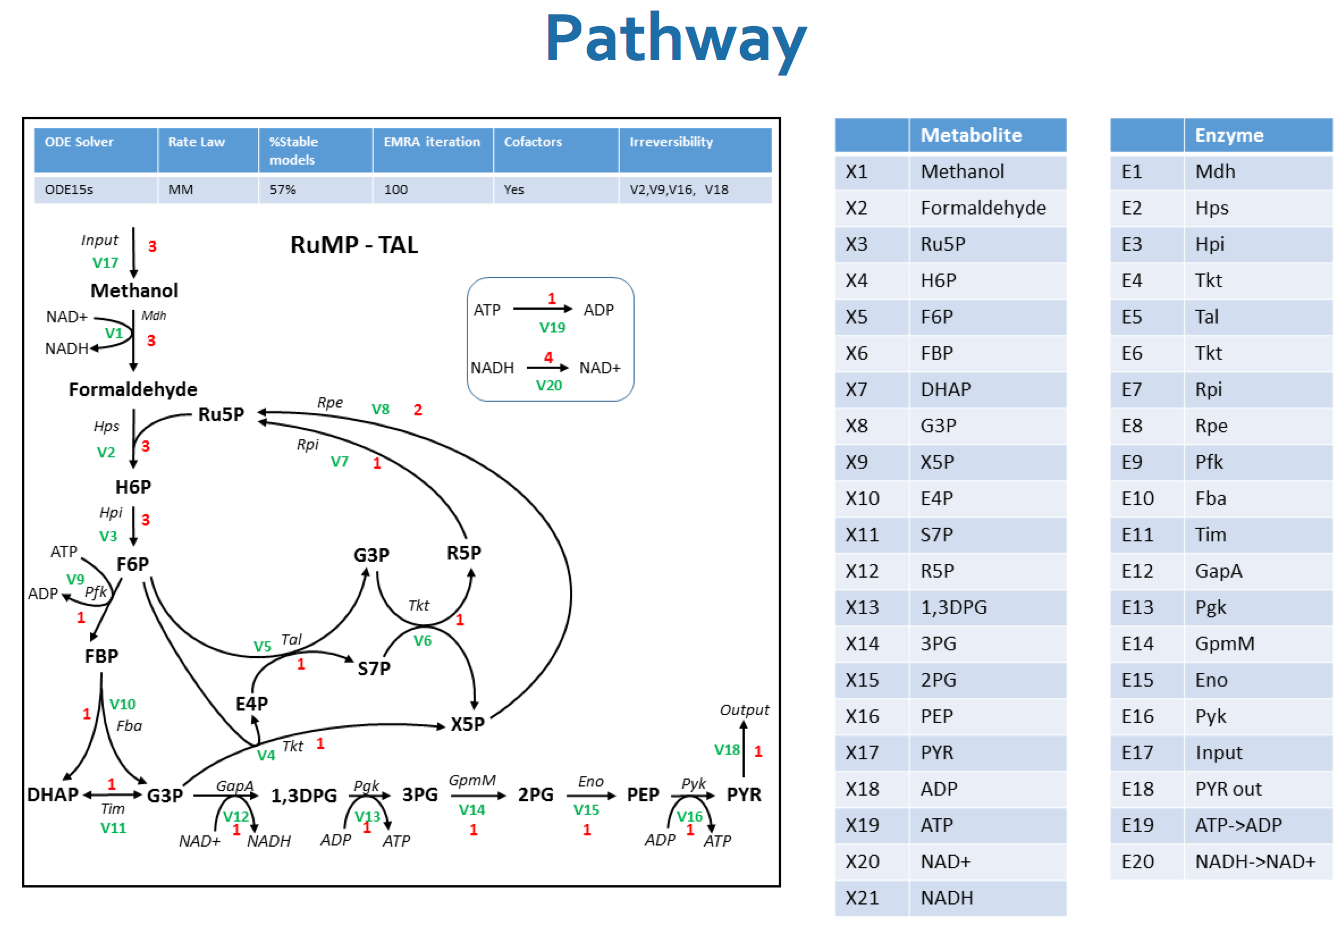 Pathway
ODE Solver Rate Law %Stable models EMRA iteration Cofactors Irreversibility
ODE15s MM 57% 100 Yes V2,V9,V16, V18
RuMP - TAL
Input 3
V17
Methanol
NAD+ Mdh
V1
NADH 3
ATP 1 ADP
V19
NADH 4 NAD+
V20
Formaldehyde
Ru5P
Rpe V8 2
Hps
V2 3
Rpi
V7 1
H6P
Hpi 3
V3
ATP F6P G3P R5P
V9
ADP Pfk
1
Tkt
V6 1
V5 Tal
1
FBP S7P
V10
1 Fba
E4P X5P
V4 Tkt 1
Output
V18 1
DHAP 1 G3P GapA 1,3DPG Pgk 3PG GpmM 2PG Eno PEP Pyk PYR
Tim
V11
V12 V13 V14 V15 V16
1 1 1 1 1
NAD+ NADH ADP ATP ADP ATP
Metabolite
X1 Methanol
X2 Formaldehyde
X3 Ru5P
X4 H6P
X5 F6P
X6 FBP
X7 DHAP
X8 G3P
X9 X5P
X10 E4P
X11 S7P
X12 R5P
X13 1,3DPG
X14 3PG
X15 2PG
X16 PEP
X17 PYR
X18 ADP
X19 ATP
X20 NAD+
X21 NADH
Enzyme
E1 Mdh
E2 Hps
E3 Hpi
E4 Tkt
E5 Tal
E6 Tkt
E7 Rpi
E8 Rpe
E9 Pfk
E10 Fba
E11 Tim
E12 GapA
E13 Pgk
E14 GpmM
E15 Eno
E16 Pyk
E17 Input
E18 PYR out
E19 ATP->ADP
E20 NADH->NAD+